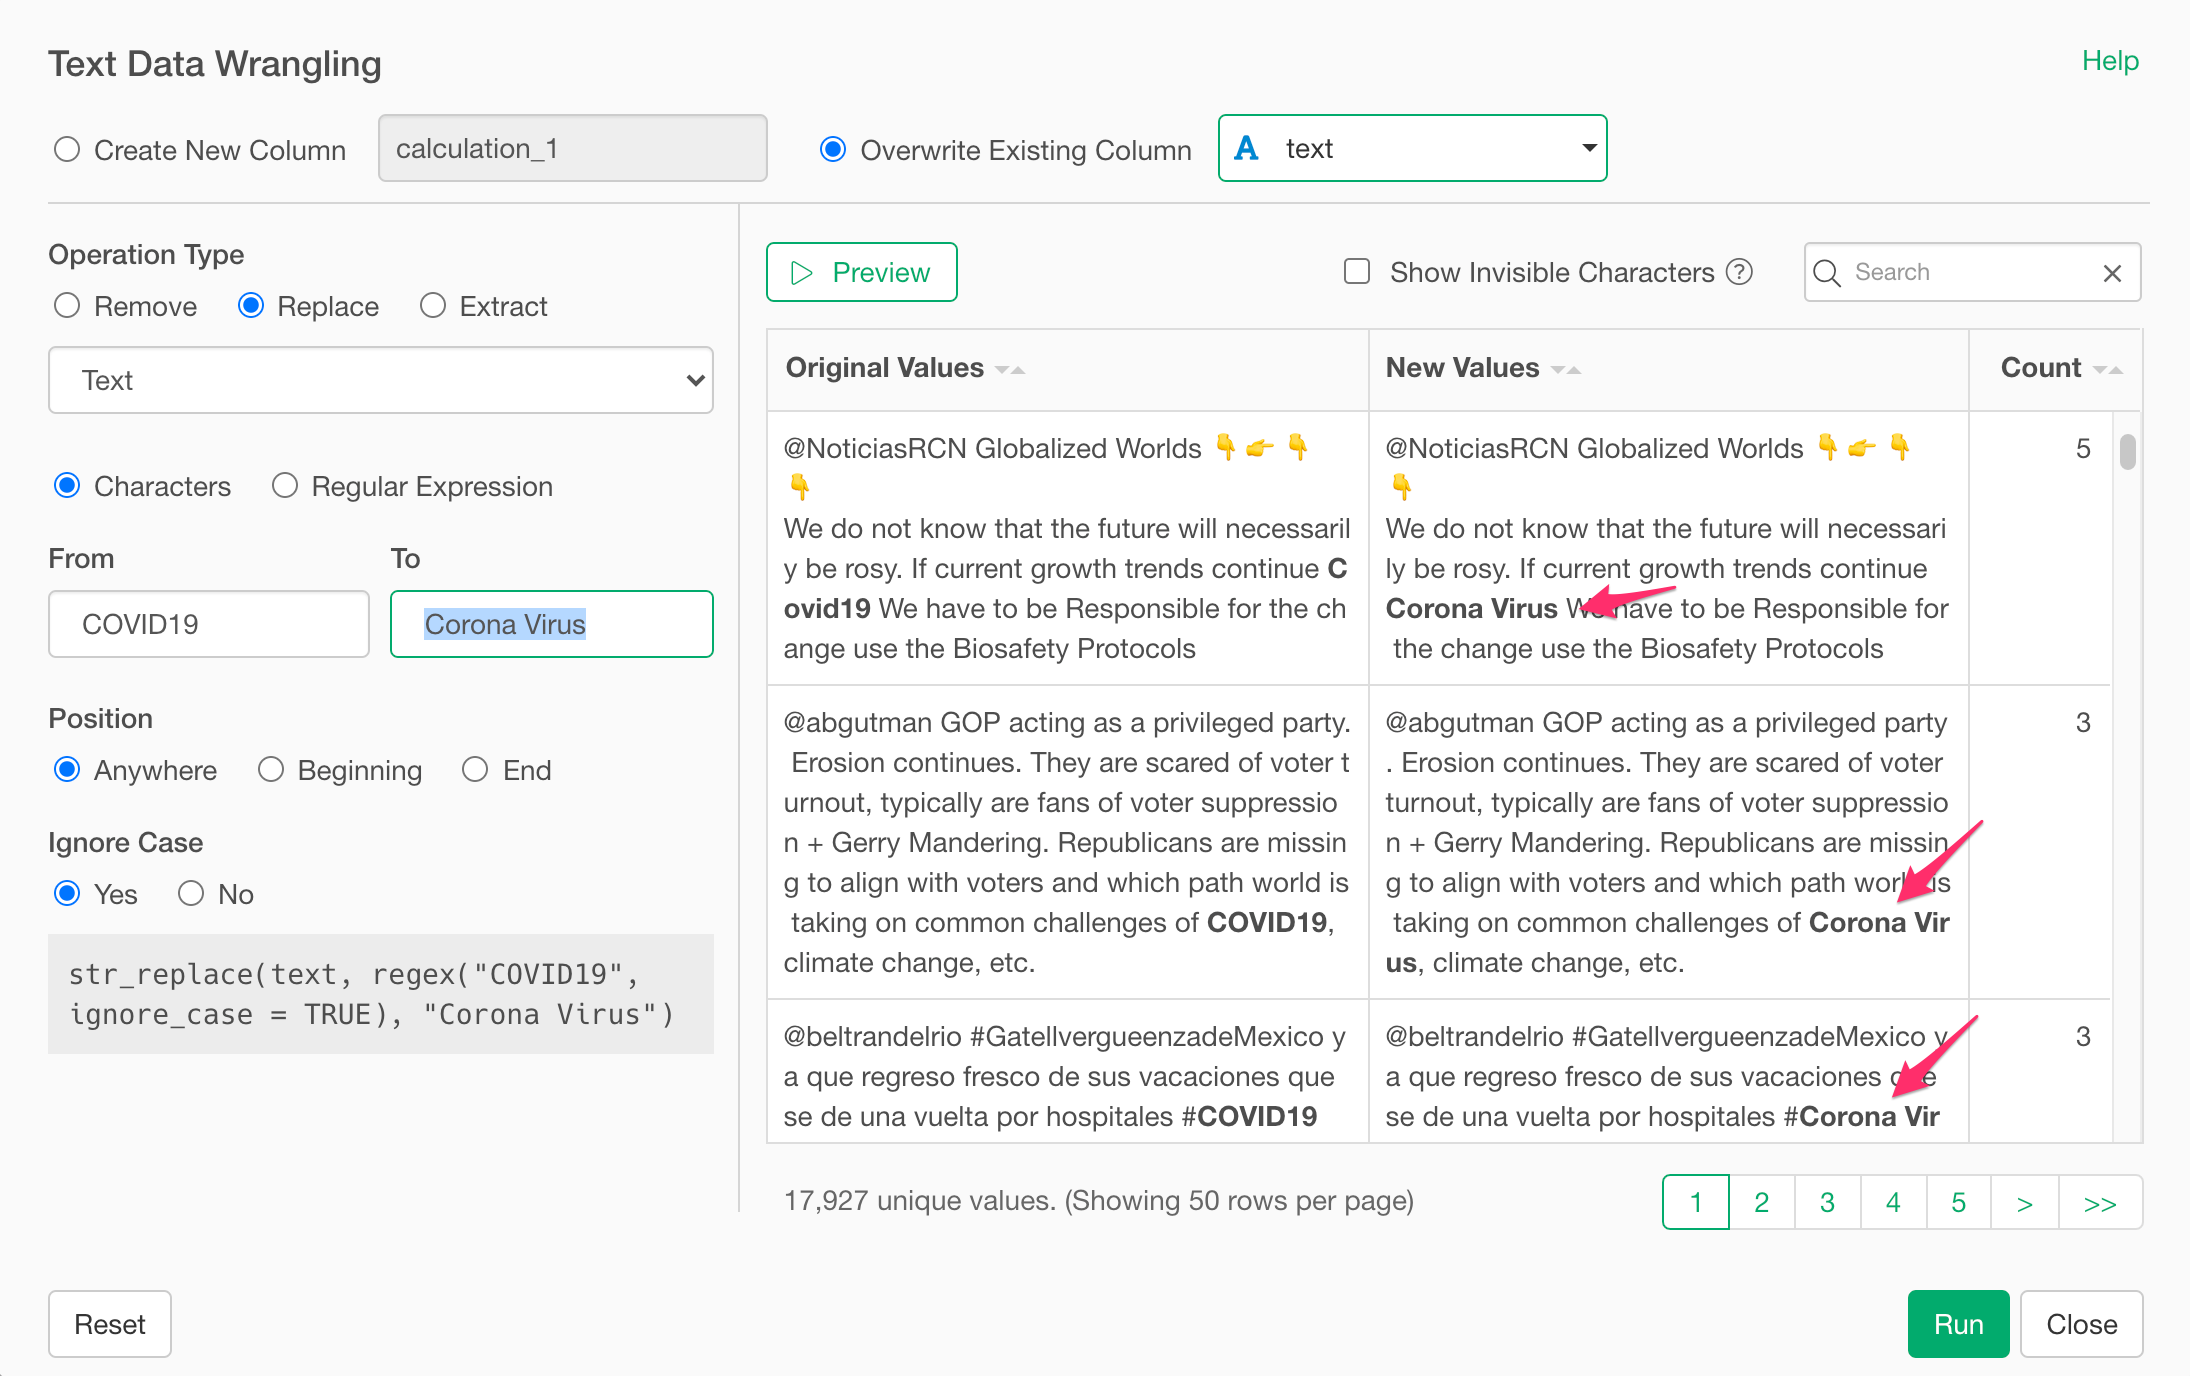 Text Data Wrangling
Help
Create New Column
calculation_1
Overwrite Existing Column
A text
Operation Type
Remove
Replace
Extract
Text
Characters
Regular Expression
From
To
COVID19
Corona Virus
Position
Anywhere
Beginning
End
Ignore Case
Yes
No
str_replace(text, regex("COVID19",
ignore_case = TRUE), "Corona Virus")
Preview
Show Invisible Characters ?
Search
Original Values
New Values
Count
@NoticiasRCN Globalized Worlds 👇👉👇
👇
We do not know that the future will necessaril
y be rosy. If current growth trends continue C
ovid19 We have to be Responsible for the ch
ange use the Biosafety Protocols
@NoticiasRCN Globalized Worlds 👇👉👇
👇
We do not know that the future will necessari
ly be rosy. If current growth trends continue
Corona Virus We have to be Responsible for
the change use the Biosafety Protocols
5
@abgutman GOP acting as a privileged party.
Erosion continues. They are scared of voter t
urnout, typically are fans of voter suppressio
n + Gerry Mandering. Republicans are missin
g to align with voters and which path world is
taking on common challenges of COVID19,
climate change, etc.
@abgutman GOP acting as a privileged party
. Erosion continues. They are scared of voter
turnout, typically are fans of voter suppressio
n + Gerry Mandering. Republicans are missin
g to align with voters and which path world is
taking on common challenges of Corona Vir
us, climate change, etc.
3
@beltrandelrio #GatellvergueenzadeMexico y
a que regreso fresco de sus vacaciones que
se de una vuelta por hospitales #COVID19
@beltrandelrio #GatellvergueenzadeMexico y
a que regreso fresco de sus vacaciones que
se de una vuelta por hospitales #Corona Vir
3
17,927 unique values. (Showing 50 rows per page)
1 2 3 4 5 > >>
Reset
Run
Close